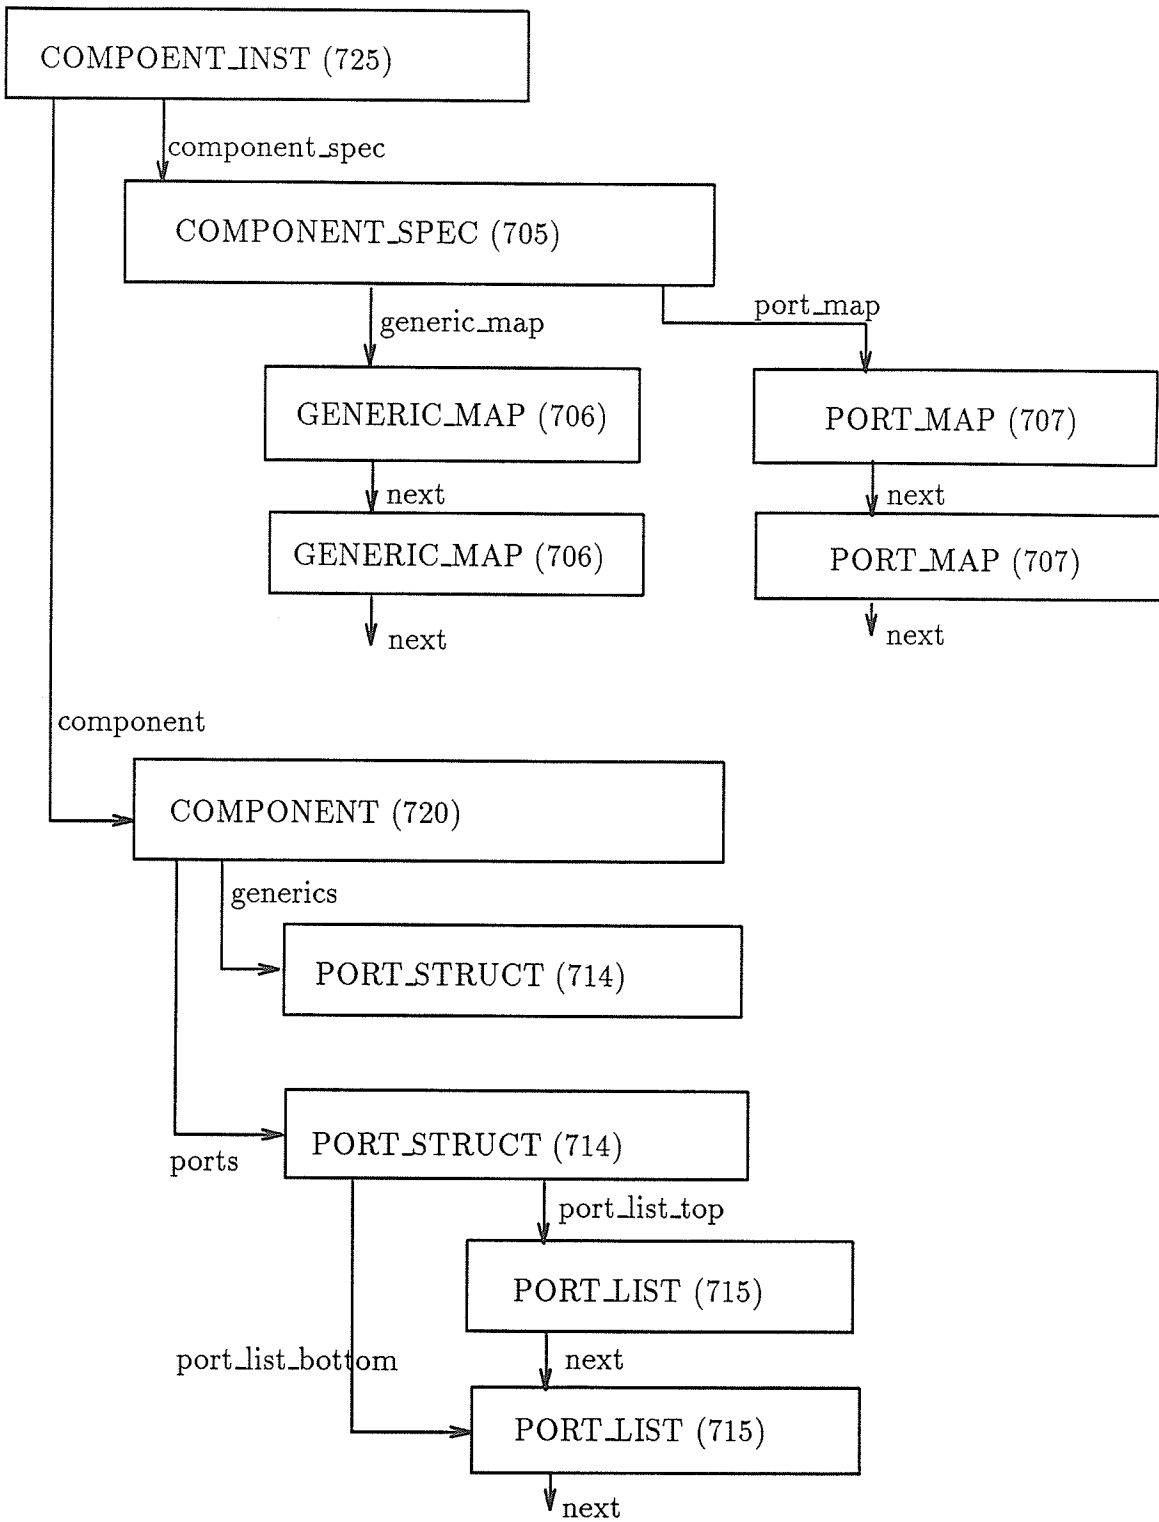 COMPOENT_INST (725)
component_spec
COMPONENT_SPEC (705)
port_map
generic_map
GENERIC_MAP (706)
PORT_MAP (707)
next
next
GENERIC_MAP (706)
PORT_MAP (707)
next
next
component
COMPONENT (720)
generics
PORT_STRUCT (714)
PORT_STRUCT (714)
ports
port_list_top
PORT_LIST (715)
port_list_bottom
next
PORT_LIST (715)
next